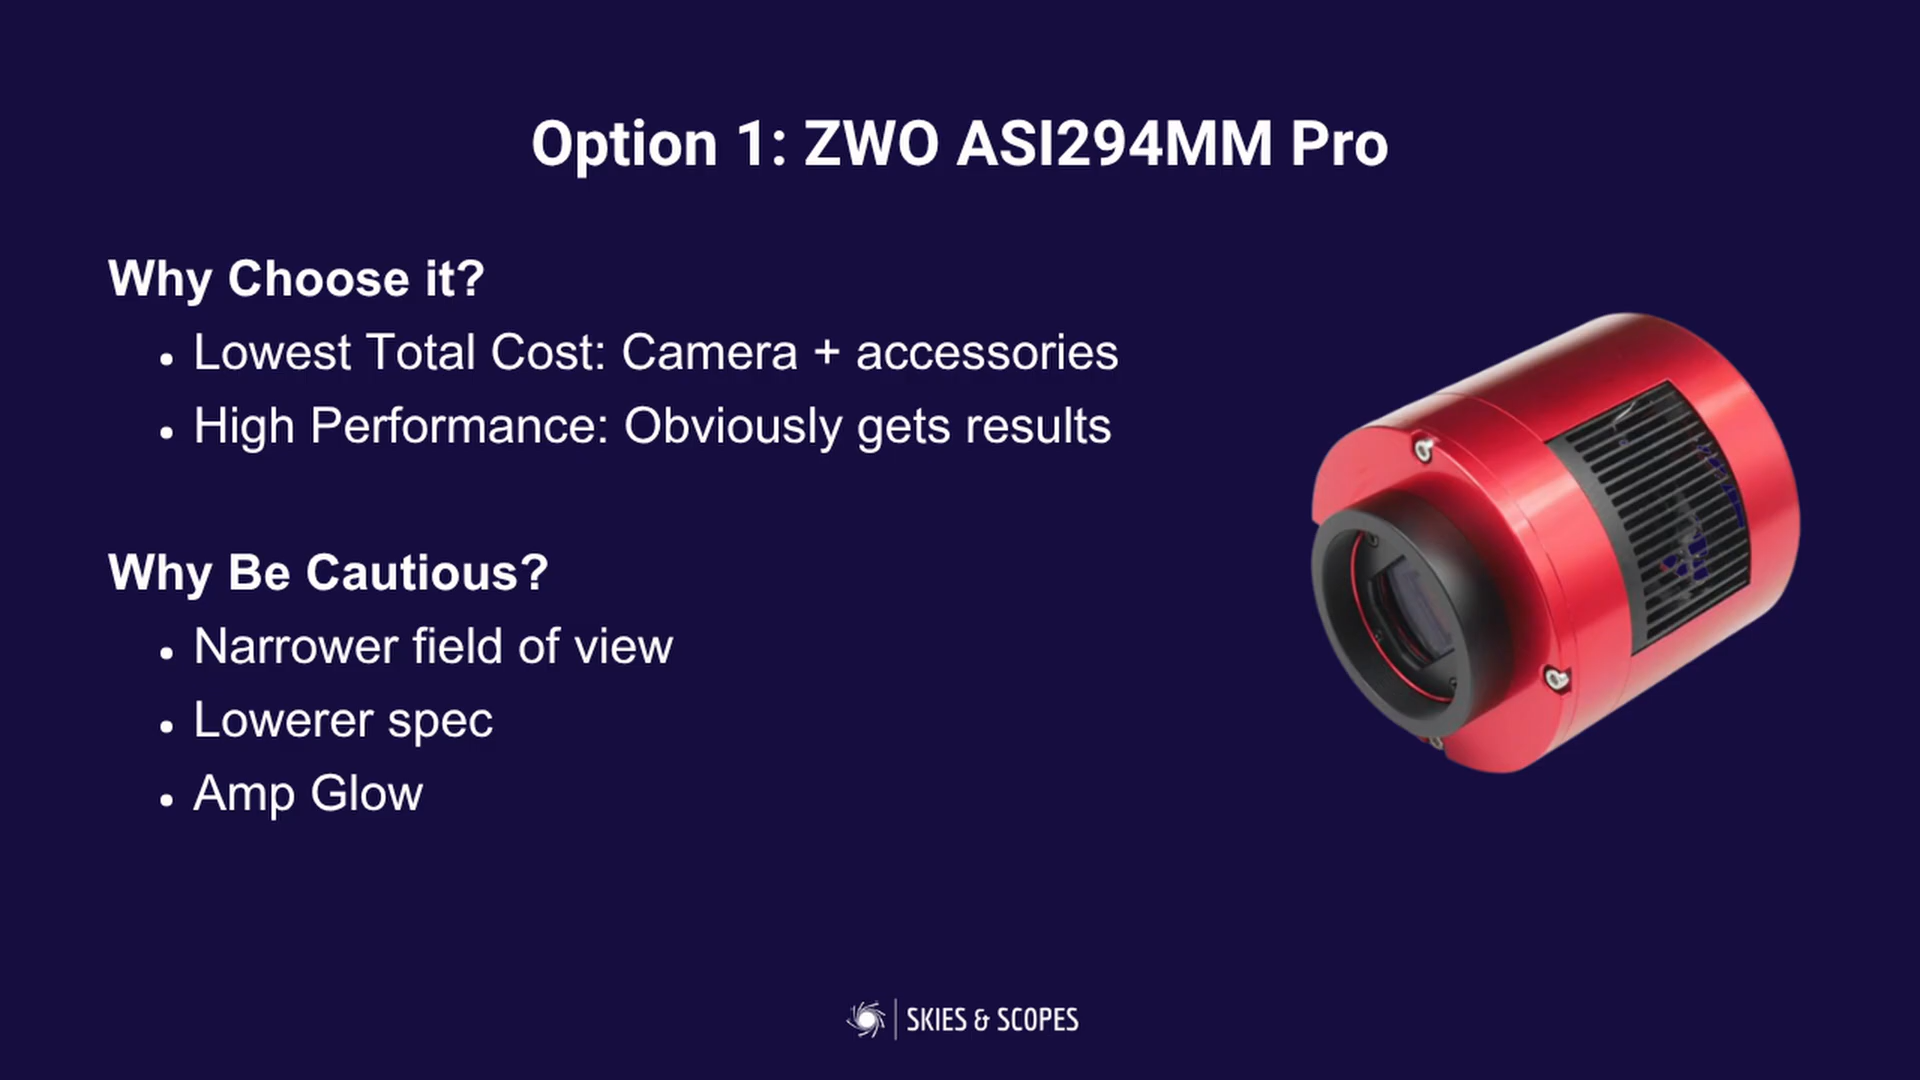 Option 1: ZWO ASI294MM Pro
Why Choose it?
• Lowest Total Cost: Camera + accessories
• High Performance: Obviously gets results
Why Be Cautious?
• Narrower field of view
• Lowerer spec
• Amp Glow
SKIES & SCOPES